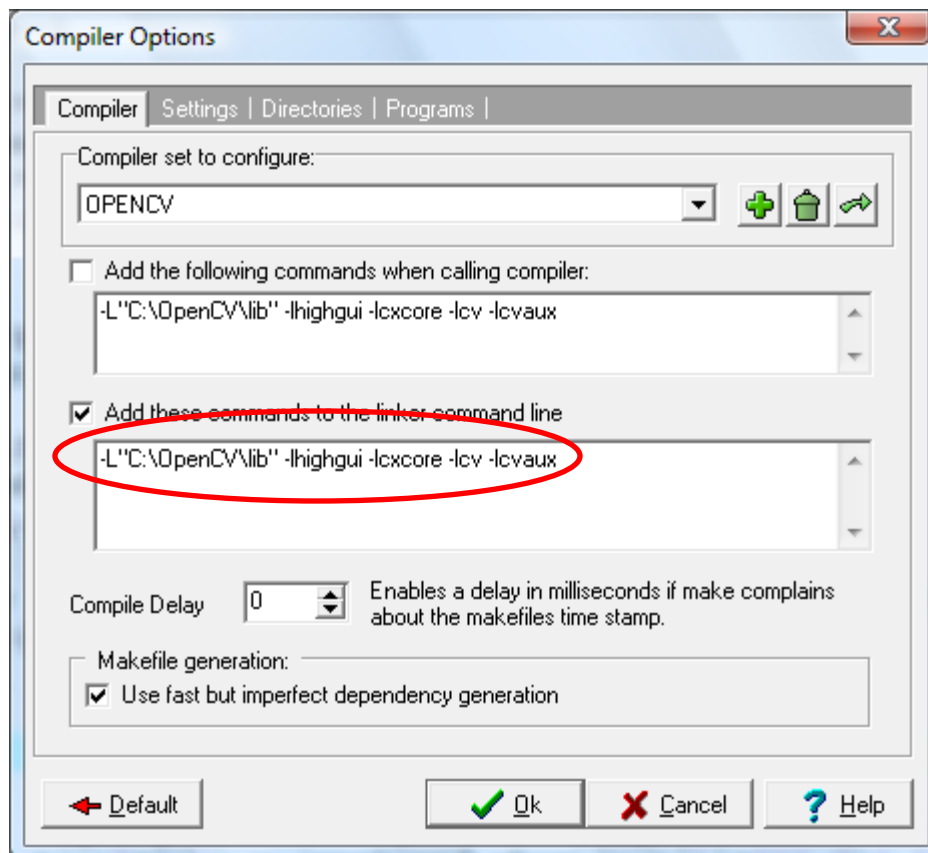 Compiler Options
Compiler Settings | Directories | Programs |
Compiler set to configure:
OPENCV
Add the following commands when calling compiler:
-L"C:\OpenCV\lib" -lhighgui -lcxcore -lcv -lcvaux
Add these commands to the linker command line
-L"C:\OpenCV\lib" -lhighgui -lcxcore -lcv -lcvaux
Compile Delay 0 Enables a delay in milliseconds if make complains
about the makefiles time stamp.
Makefile generation:
Use fast but imperfect dependency generation
Default Ok Cancel Help